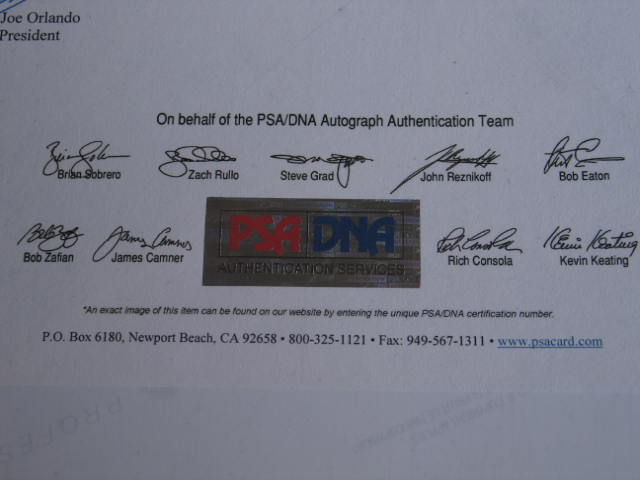 Joe Orlando
President
On behalf of the PSA/DNA Autograph Authentication Team
Brian Sobrero Zach Rullo Steve Grad John Reznikoff Bob Eaton
Bob Zafian James Camner Rich Consola Kevin Keating
PSA DNA
AUTHENTICATION SERVICES
*An exact image of this item can be found on our website by entering the unique PSA/DNA certification number.
P.O. Box 6180, Newport Beach, CA 92658 • 800-325-1121 • Fax: 949-567-1311 • www.psacard.com
PROFES